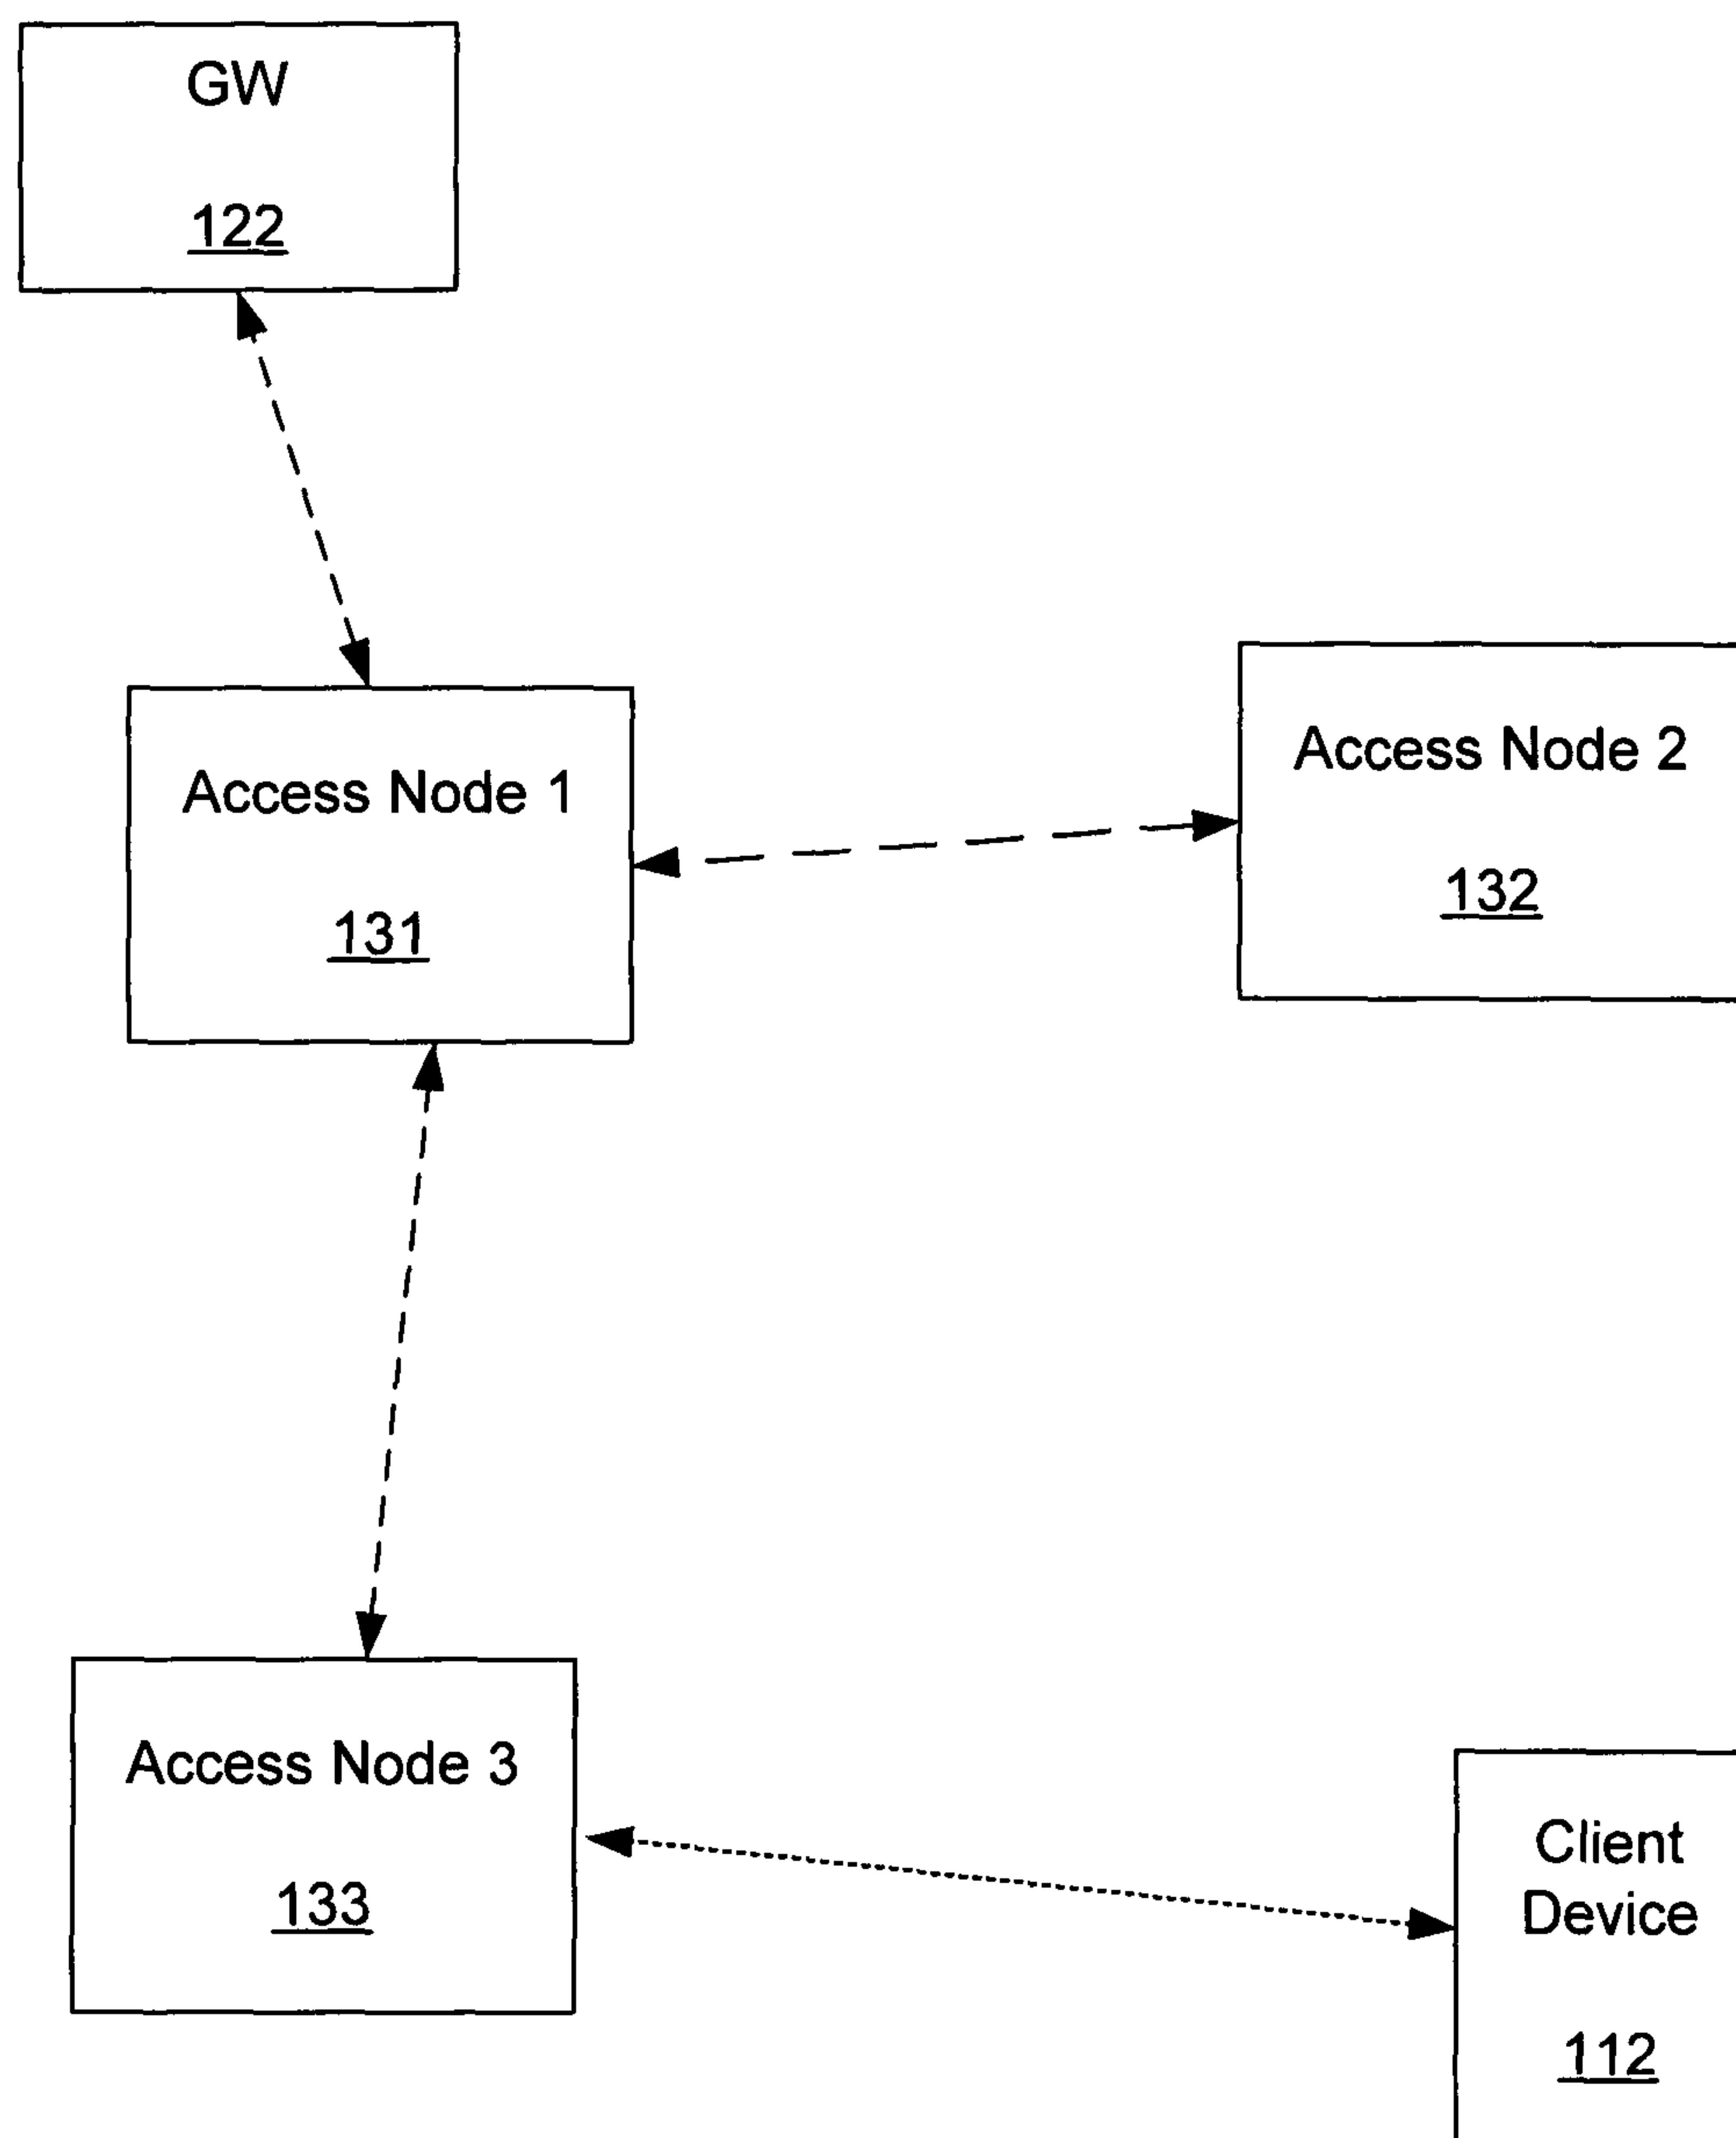 GW
122
Access Node 1
131
Access Node 2
132
Access Node 3
133
Client
Device
112